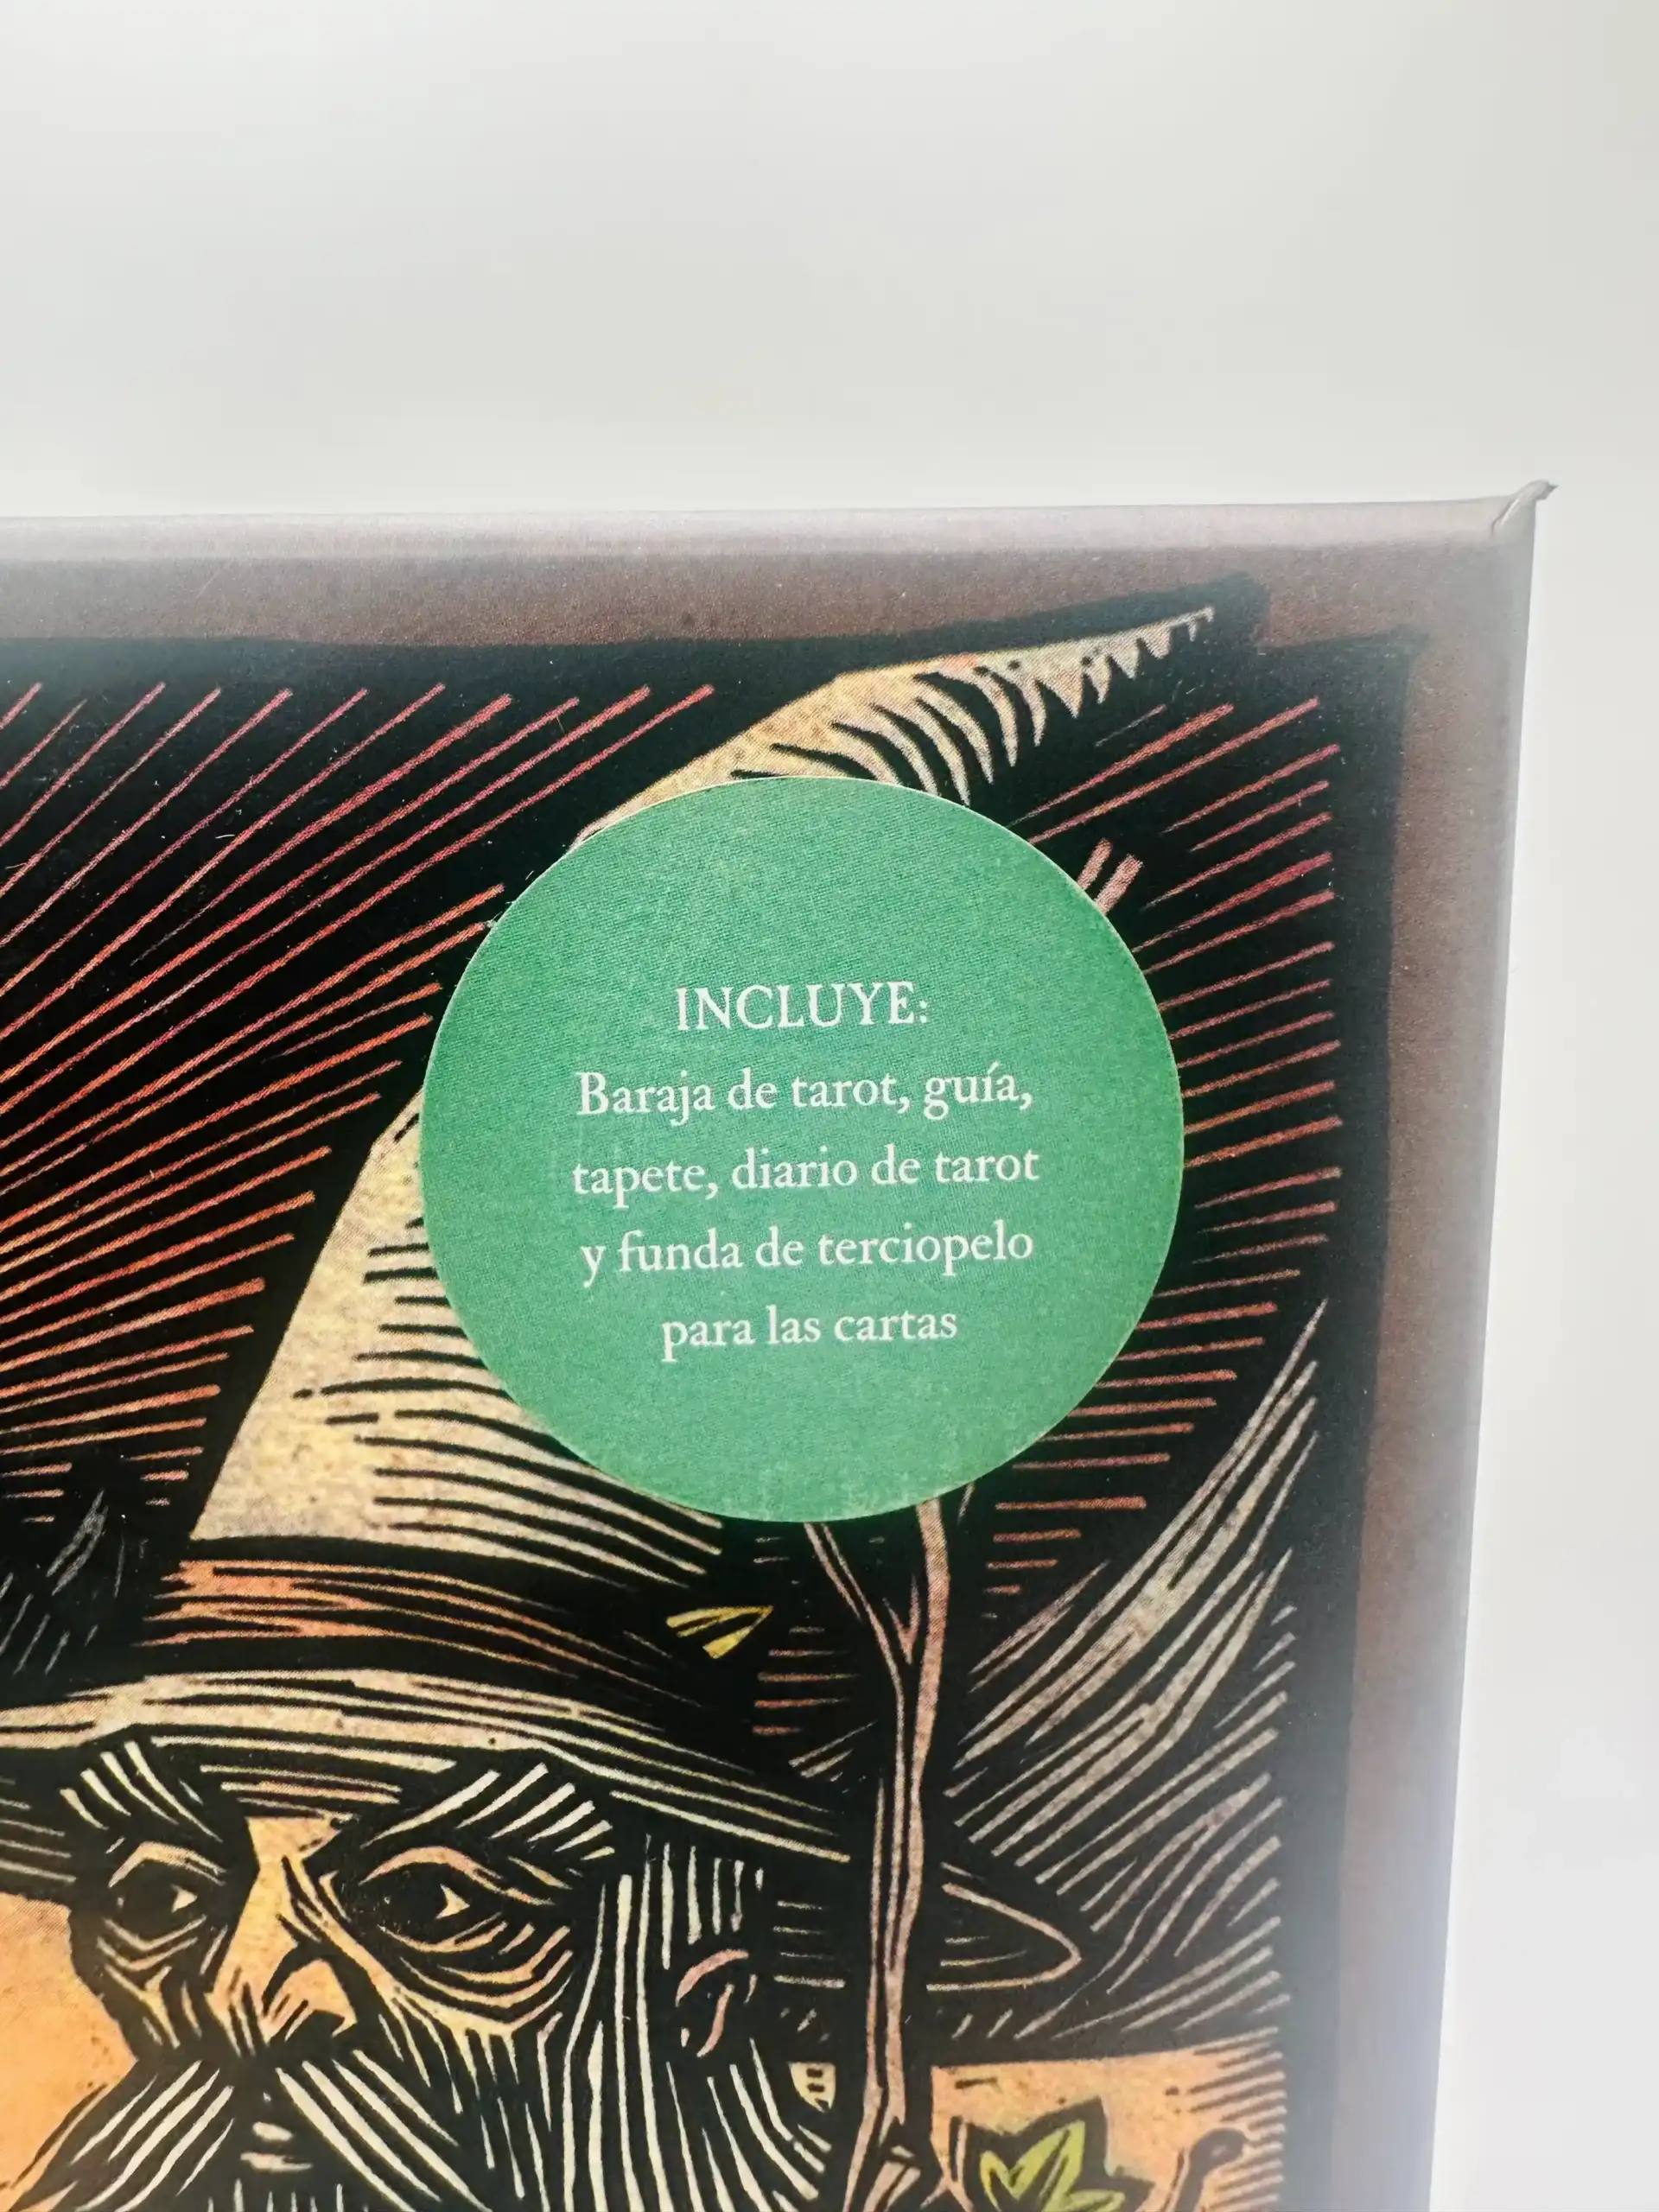 INCLUYE:
Baraja de tarot, guía,
tapete, diario de tarot
y funda de terciopelo
para las cartas